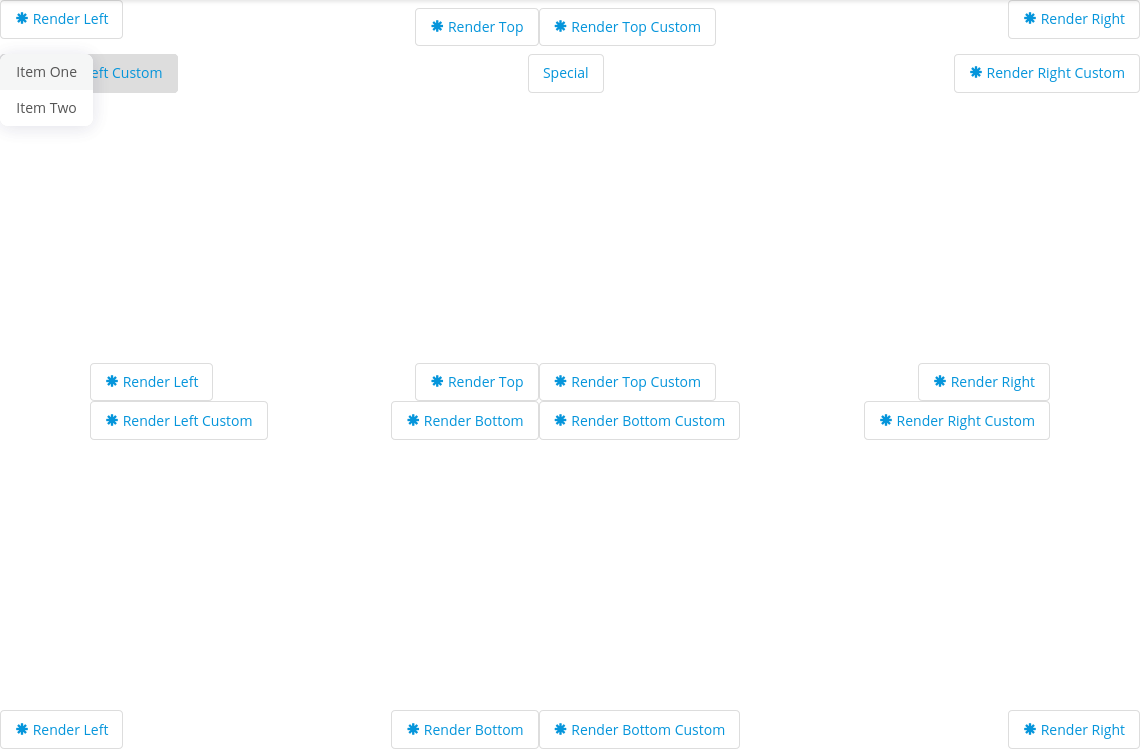 Render Left
Render Top
Render Top Custom
Render Right
Item One
eft Custom
Special
Render Right Custom
Item Two
Render Left
Render Top
Render Top Custom
Render Right
Render Left Custom
Render Bottom
Render Bottom Custom
Render Right Custom
Render Left
Render Bottom
Render Bottom Custom
Render Right